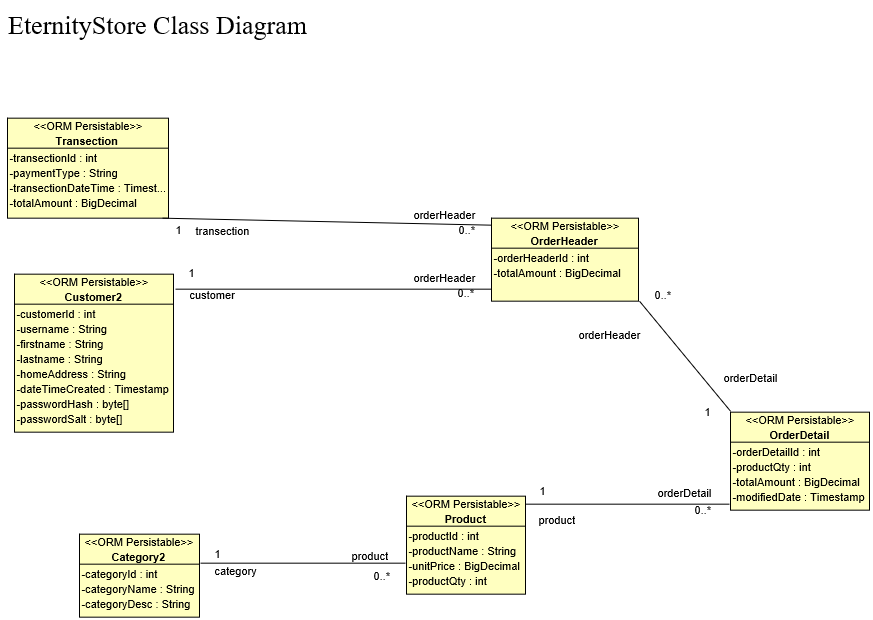 EternityStore Class Diagram
<<ORM Persistable>>
Transection
-transectionId : int
-paymentType : String
-transectionDateTime : Timest...
-totalAmount : BigDecimal
1 transection
orderHeader
0..*
<<ORM Persistable>>
OrderHeader
-orderHeaderId : int
-totalAmount : BigDecimal
<<ORM Persistable>>
Customer2
-customerId : int
-username : String
-firstname : String
-lastname : String
-homeAddress : String
-dateTimeCreated : Timestamp
-passwordHash : byte[]
-passwordSalt : byte[]
1
customer
orderHeader
0..*
0..*
orderHeader
orderDetail
1
<<ORM Persistable>>
OrderDetail
-orderDetailId : int
-productQty : int
-totalAmount : BigDecimal
-modifiedDate : Timestamp
<<ORM Persistable>>
Product
-productId : int
-productName : String
-unitPrice : BigDecimal
-productQty : int
1
product
orderDetail
0..*
<<ORM Persistable>>
Category2
-categoryId : int
-categoryName : String
-categoryDesc : String
1
category
product
0..*